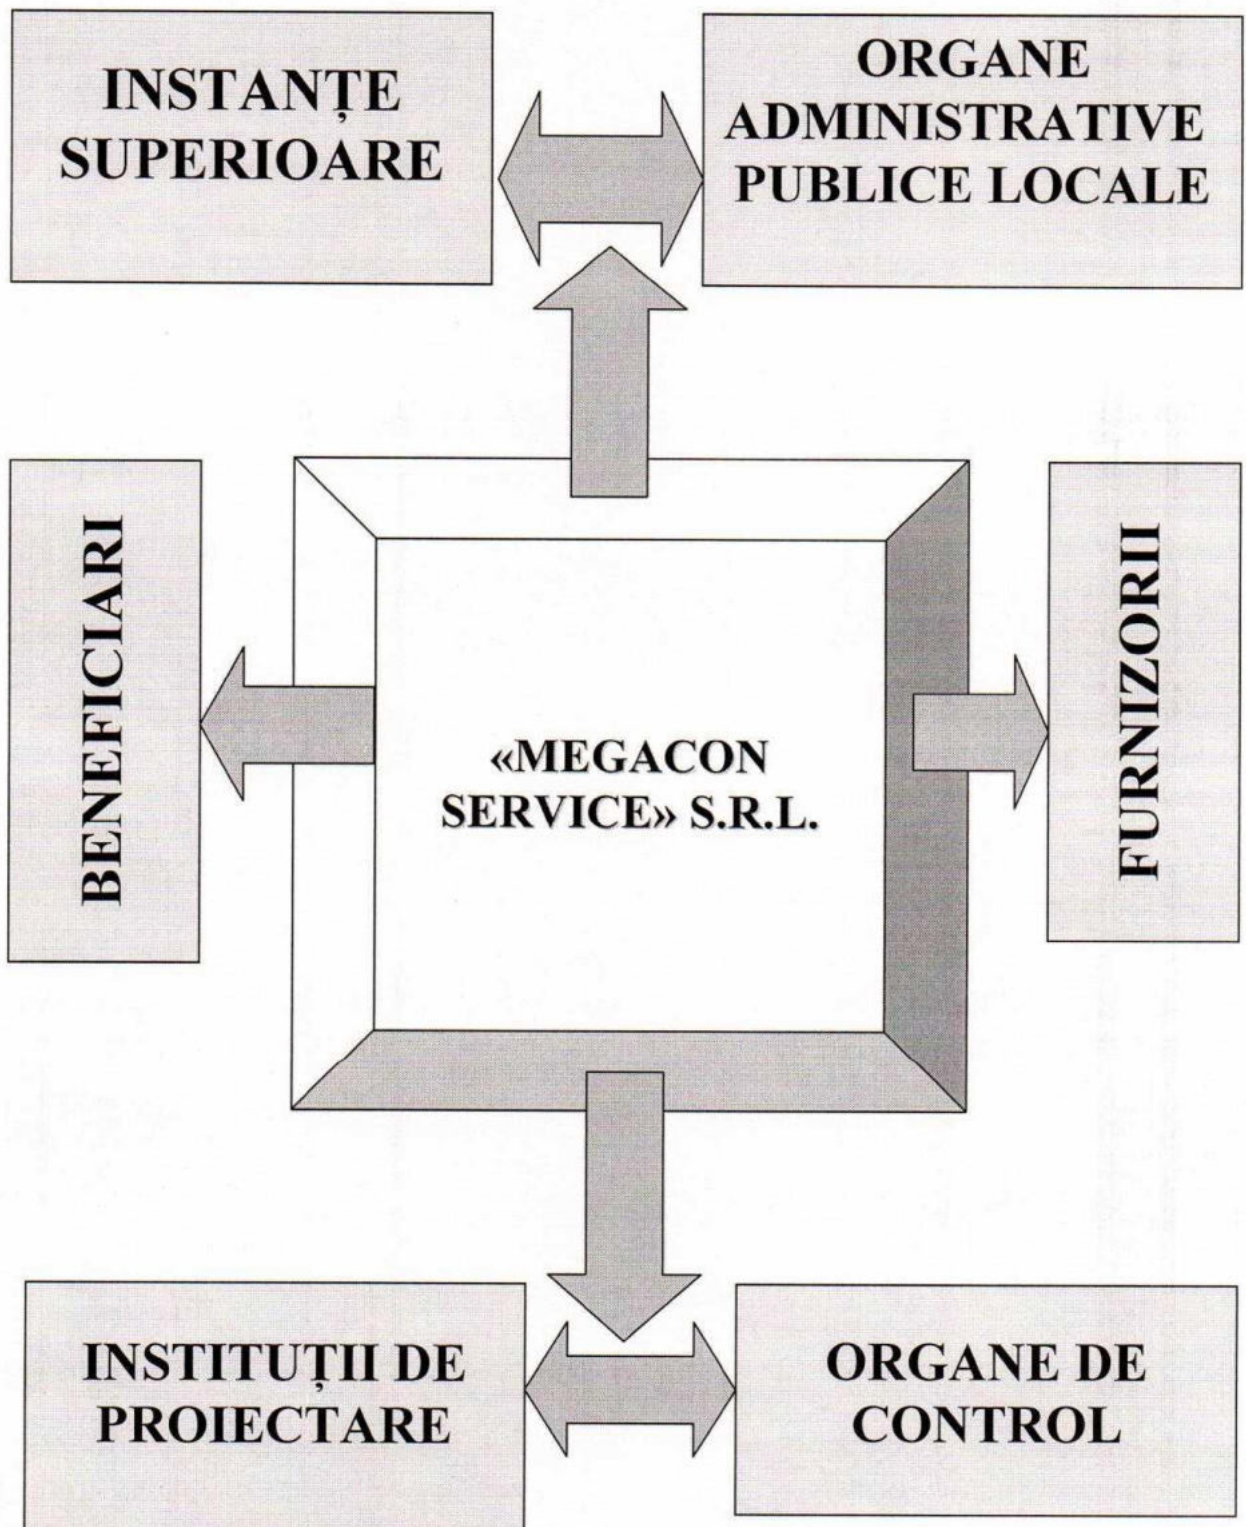 INSTANȚE
SUPERIOARE
ORGANE
ADMINISTRATIVE
PUBLICE LOCALE
BENEFICIARI
«MEGACON
SERVICE» S.R.L.
FURNIZORII
INSTITUȚII DE
PROIECTARE
ORGANE DE
CONTROL